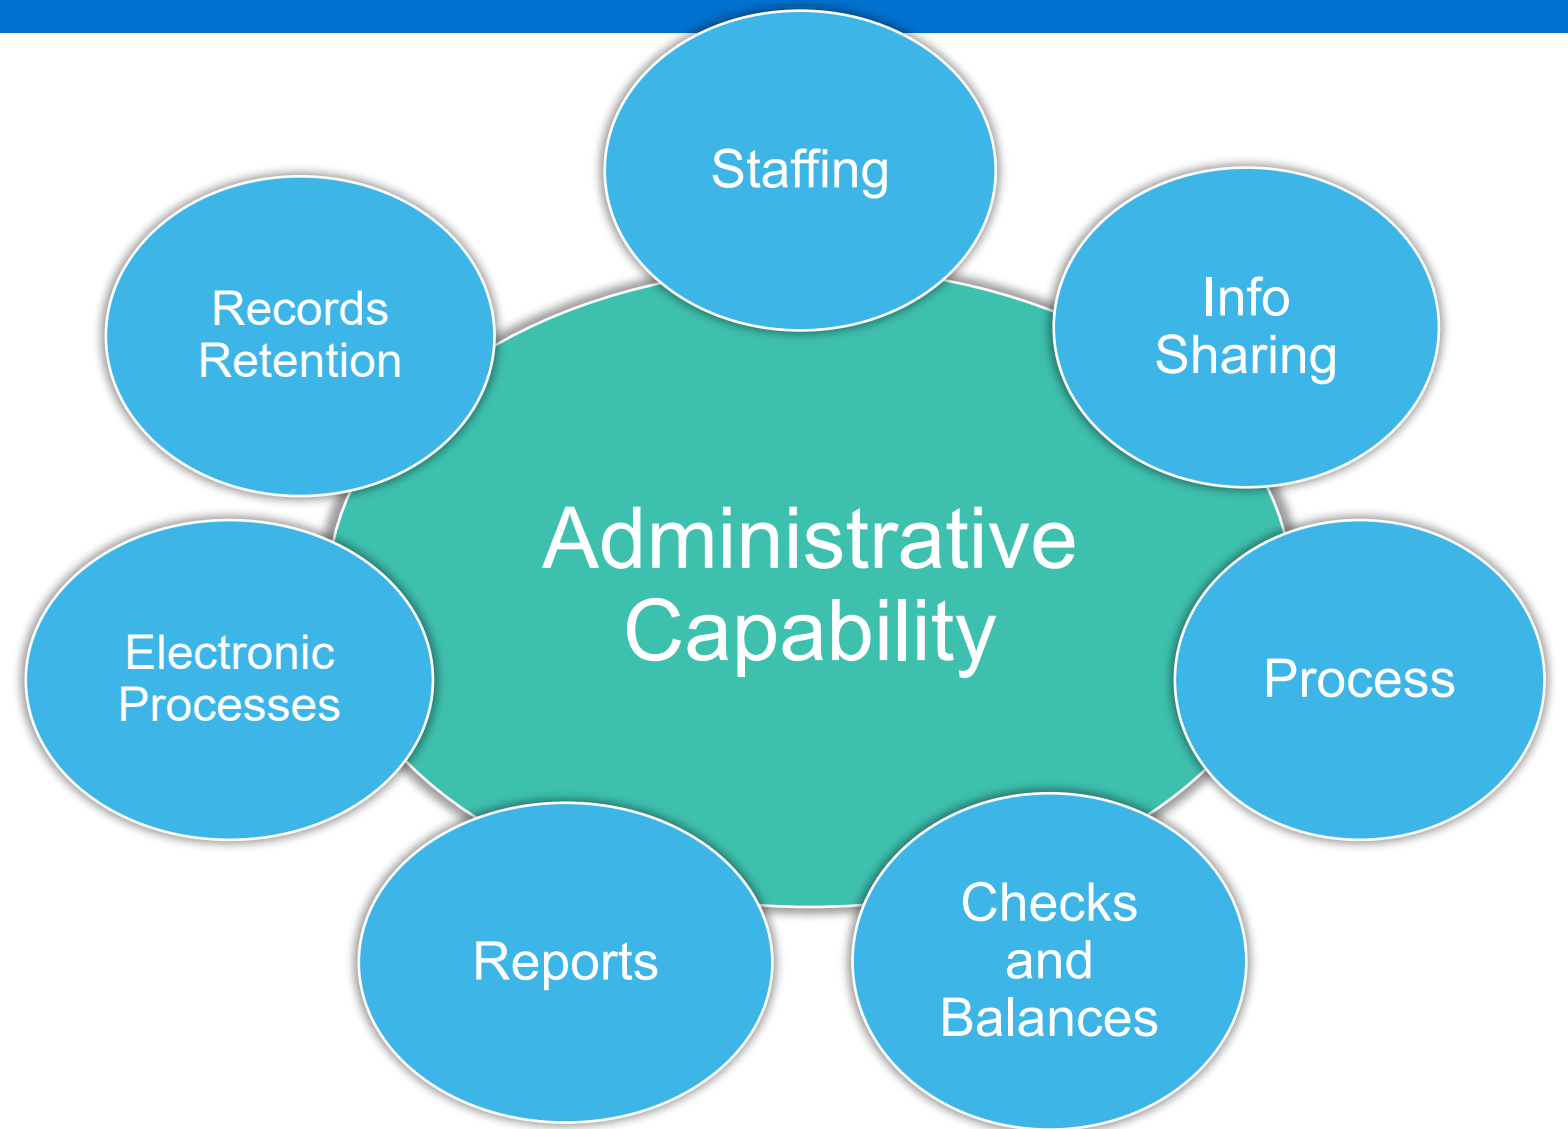 Staffing
Info
Sharing
Records
Retention
Administrative
Capability
Electronic
Processes
Process
Checks
and
Balances
Reports